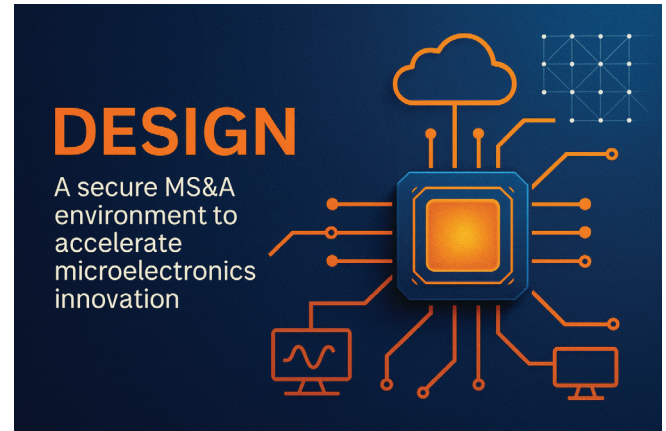 DESIGN
A secure MS&A
environment to
accelerate
microelectronics
innovation